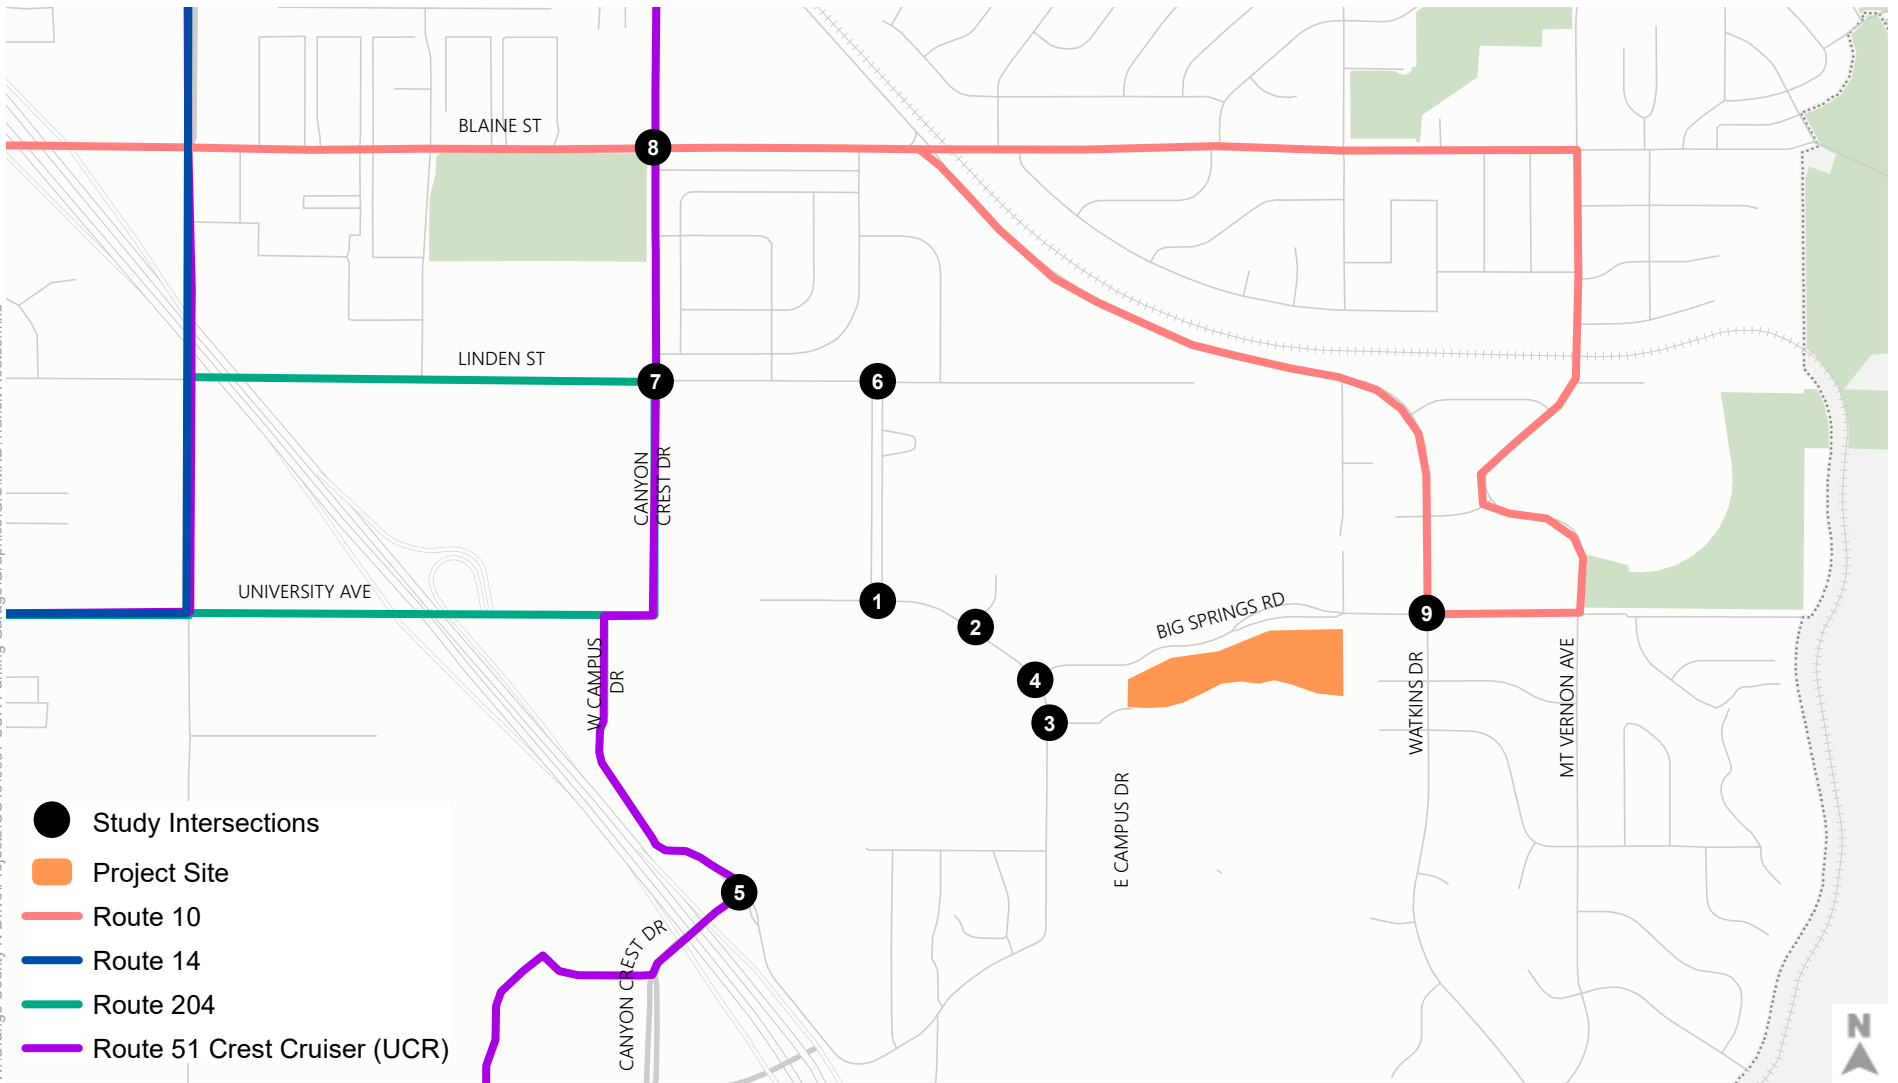 BLAINE ST
8
LINDEN ST
7
6
CANYON
CREST DR
UNIVERSITY AVE
1
2
BIG SPRINGS RD
9
W CAMPUS
DR
4
3
WATKINS DR
MT VERNON AVE
E CAMPUS DR
5
CANYON CREST DR
Study Intersections
Project Site
Route 10
Route 14
Route 204
Route 51 Crest Cruiser (UCR)
N